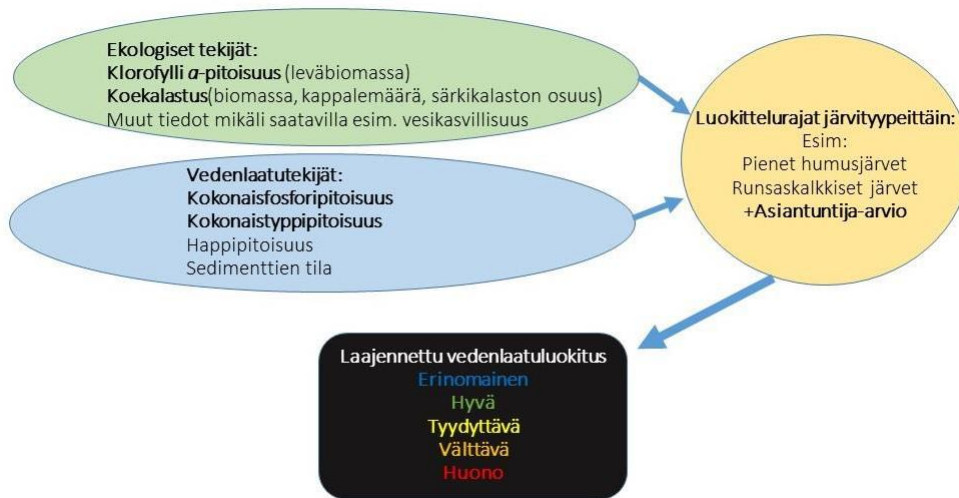 Ekologiset tekijät:
Klorofylli a-pitoisuus (leväbiomassa)
Koekalastus(biomassa, kappalemäärä, särkikalaston osuus)
Muut tiedot mikäli saatavilla esim. vesikasvillisuus
Vedenlaatutekijät:
Kokonaisfosforipitoisuus
Kokonaistyppipitoisuus
Happipitoisuus
Sedimenttien tila
Luokittelurajat järvityypeittäin:
Esim:
Pienet humusjärvet
Runsaskalkkiset järvet
+Asiantuntija-arvio
Laajennettu vedenlaatuluokitus
Erinomainen
Hyvä
Tyydyttävä
Välttävä
Huono